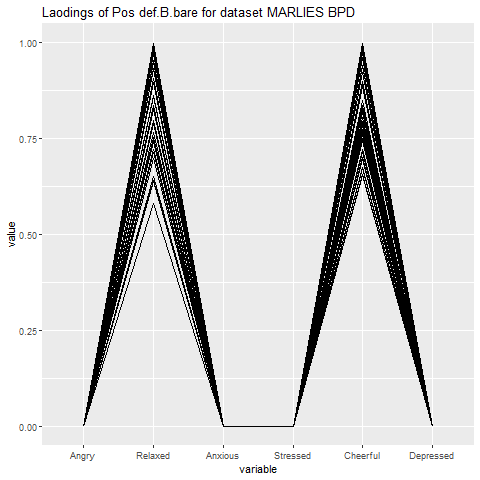 Laodings of Pos def.B.bare for dataset MARLIES BPD
1.00
0.75
0.50
0.25
0.00
value
Angry Relaxed Anxious Stressed Cheerful Depressed
variable